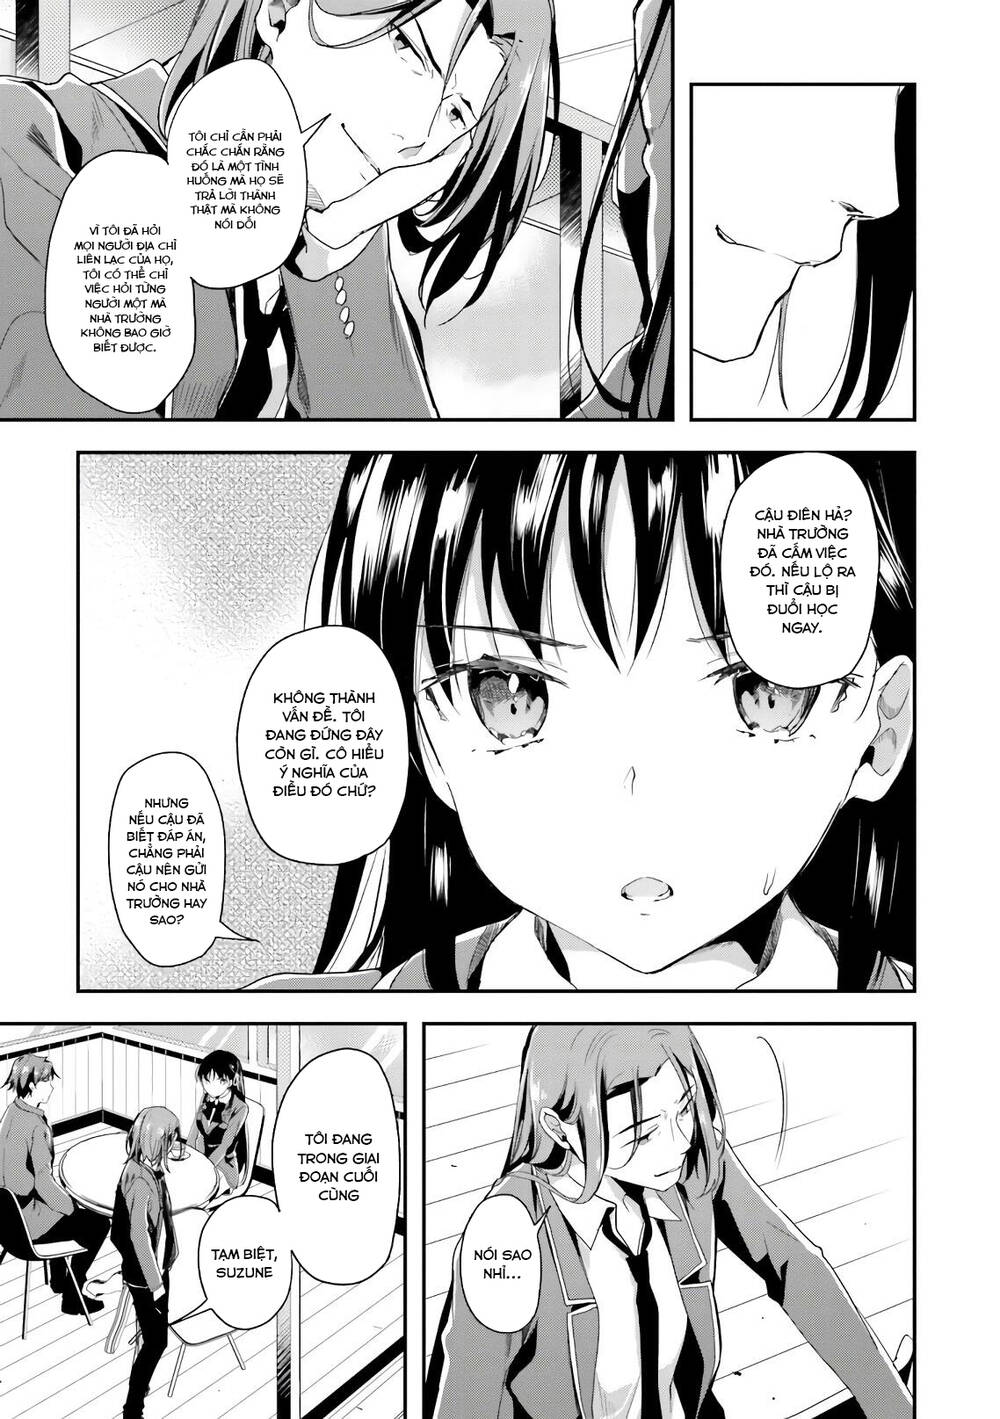 TÔI CHỈ CẦN PHẢI
CHẮC CHẮN RẰNG
ĐÓ LÀ MỘT TÌNH
HUỐNG MÀ HỌ SẼ
TRẢ LỜI THÀNH
THẬT MÀ KHÔNG
NÓI DỐI
VÌ TÔI ĐÃ HỎI
MỌI NGƯỜI ĐỊA CHỈ
LIÊN LẠC CỦA HỌ,
TÔI CÓ THỂ CHỈ
VIỆC HỎI TỪNG
NGƯỜI MỘT MÀ
NHÀ TRƯỜNG
KHÔNG BAO GIỜ
BIẾT ĐƯỢC.
CẬU ĐIÊN HẢ?
NHÀ TRƯỜNG
ĐÃ CẤM VIỆC
ĐÓ. NẾU LỘ RA
THÌ CẬU BỊ
ĐUỔI HỌC
NGAY.
KHÔNG THÀNH
VẤN ĐỀ. TÔI
ĐANG ĐỨNG ĐÂY
CÒN GÌ. CÔ HIỂU
Ý NGHĨA CỦA
ĐIỀU ĐÓ CHỨ?
NHƯNG
NẾU CẬU ĐÃ
BIẾT ĐÁP ÁN,
CHẲNG PHẢI
CẬU NÊN GỬI
NÓ CHO NHÀ
TRƯỜNG HAY
SAO?
NÓI SAO
NHỈ...
TÔI ĐANG
TRONG GIAI
ĐOẠN CUỐI
CÙNG
TẠM BIỆT,
SUZUNE